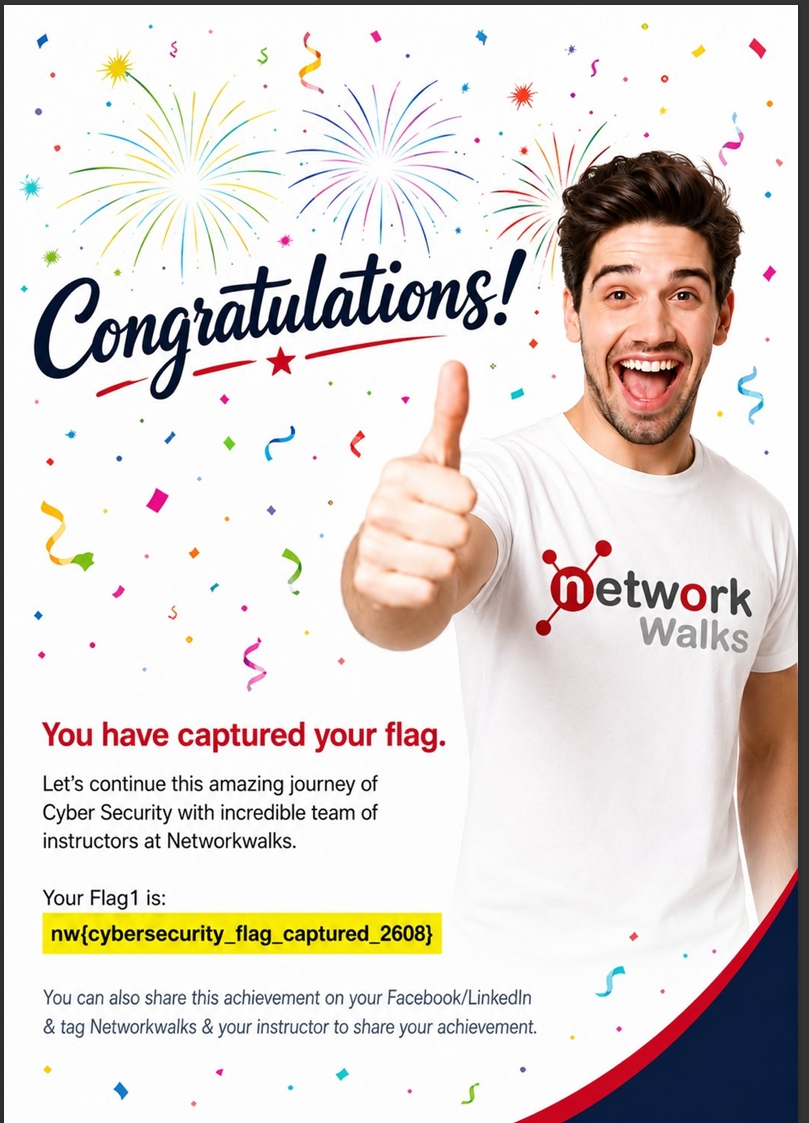 Congratulations!
network
Walks
You have captured your flag.
Let's continue this amazing journey of
Cyber Security with incredible team of
instructors at Networkwalks.
Your Flag1 is:
nw{cybersecurity_flag_captured_2608}
You can also share this achievement on your Facebook/LinkedIn
& tag Networkwalks & your instructor to share your achievement.